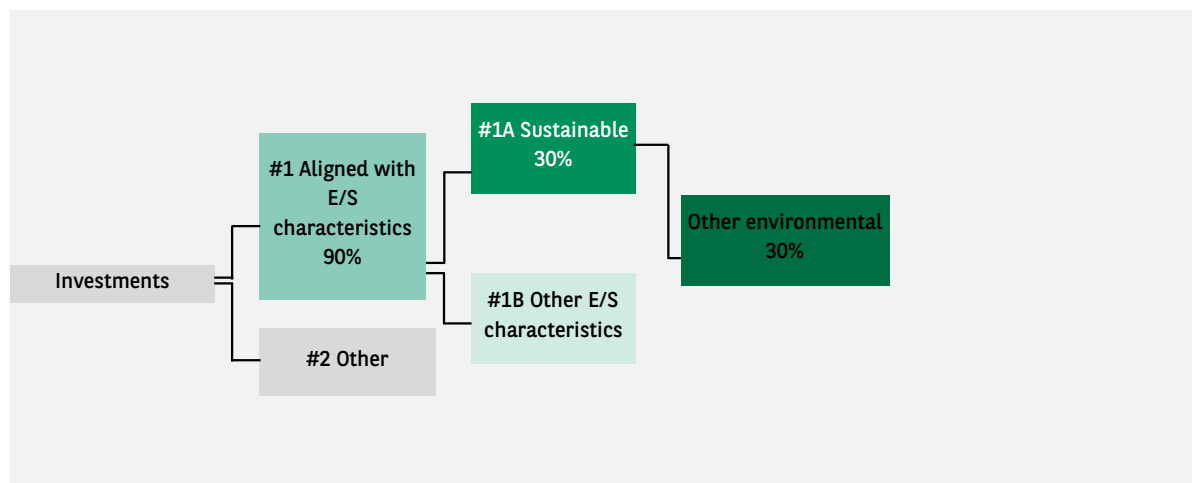 Investments
#1 Aligned with
E/S
characteristics
90%
#2 Other
#1A Sustainable
30%
#1B Other E/S
characteristics
Other environmental
30%